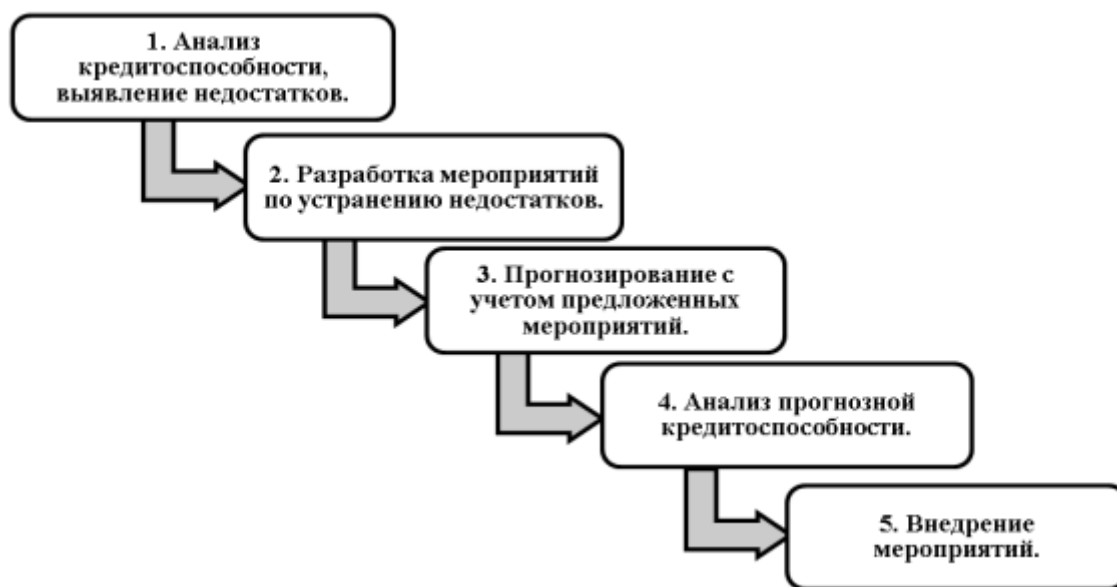 1. Анализ
кредитоспособности,
выявление недостатков.
2. Разработка мероприятий
по устранению недостатков.
3. Прогнозирование с
учетом предложенных
мероприятий.
4. Анализ прогнозной
кредитоспособности.
5. Внедрение
мероприятий.